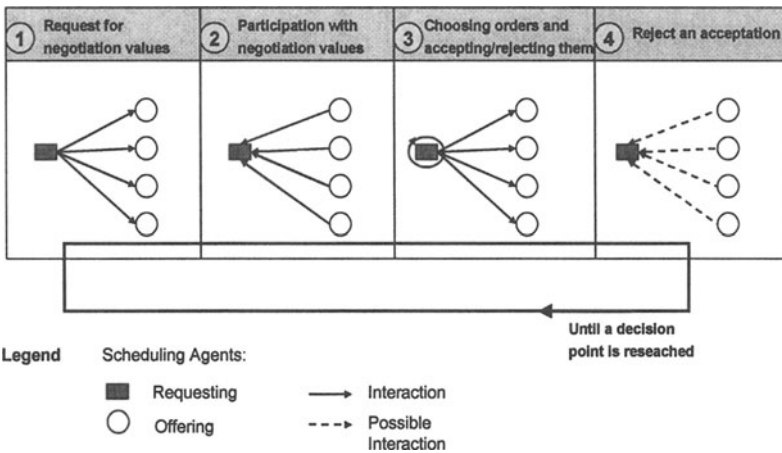 1 Request for
negotiation values
2 Participation with
negotiation values
3 Choosing orders and
accepting/rejecting them
4 Reject an acceptation
Until a decision
point is reseached
Legend Scheduling Agents:
Requesting Interaction
Offering Possible
Interaction